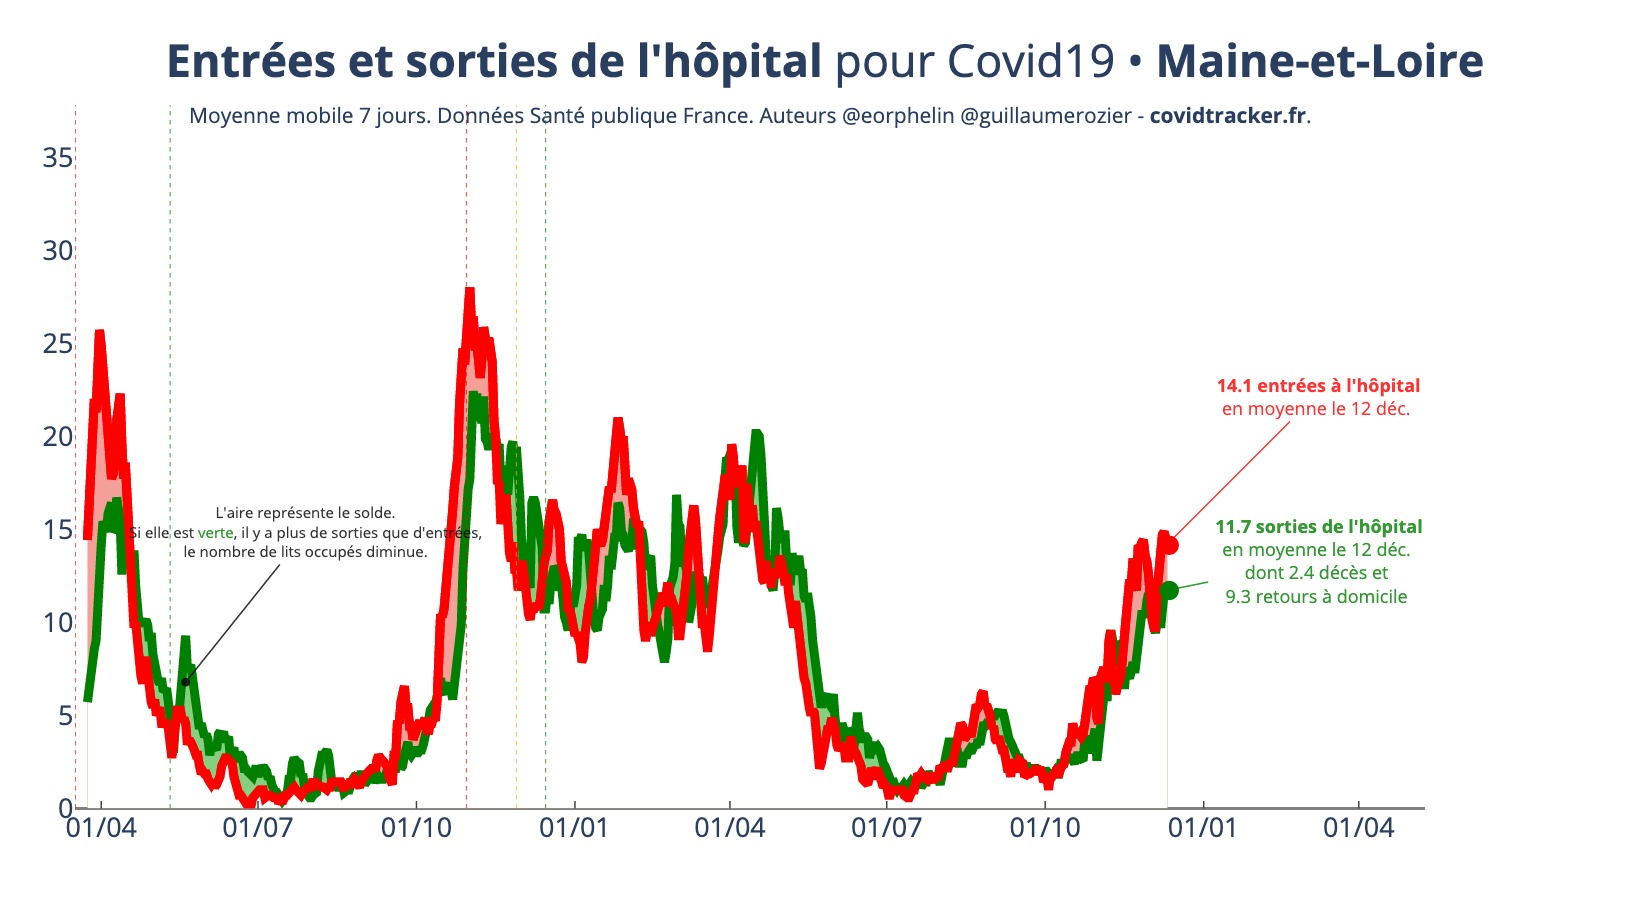 Entrées et sorties de l'hôpital pour Covid19 • Maine-et-Loire
Moyenne mobile 7 jours. Données Santé publique France. Auteurs @eorphelin @guillaumerozier - covidtracker.fr.
35
30
25
20
15
10
5
0
L'aire représente le solde.
Si elle est verte, il y a plus de sorties que d'entrées,
le nombre de lits occupés diminue.
14.1 entrées à l'hôpital
en moyenne le 12 déc.
11.7 sorties de l'hôpital
en moyenne le 12 déc.
dont 2.4 décès et
9.3 retours à domicile
01/04 01/07 01/10 01/01 01/04 01/07 01/10 01/01 01/04